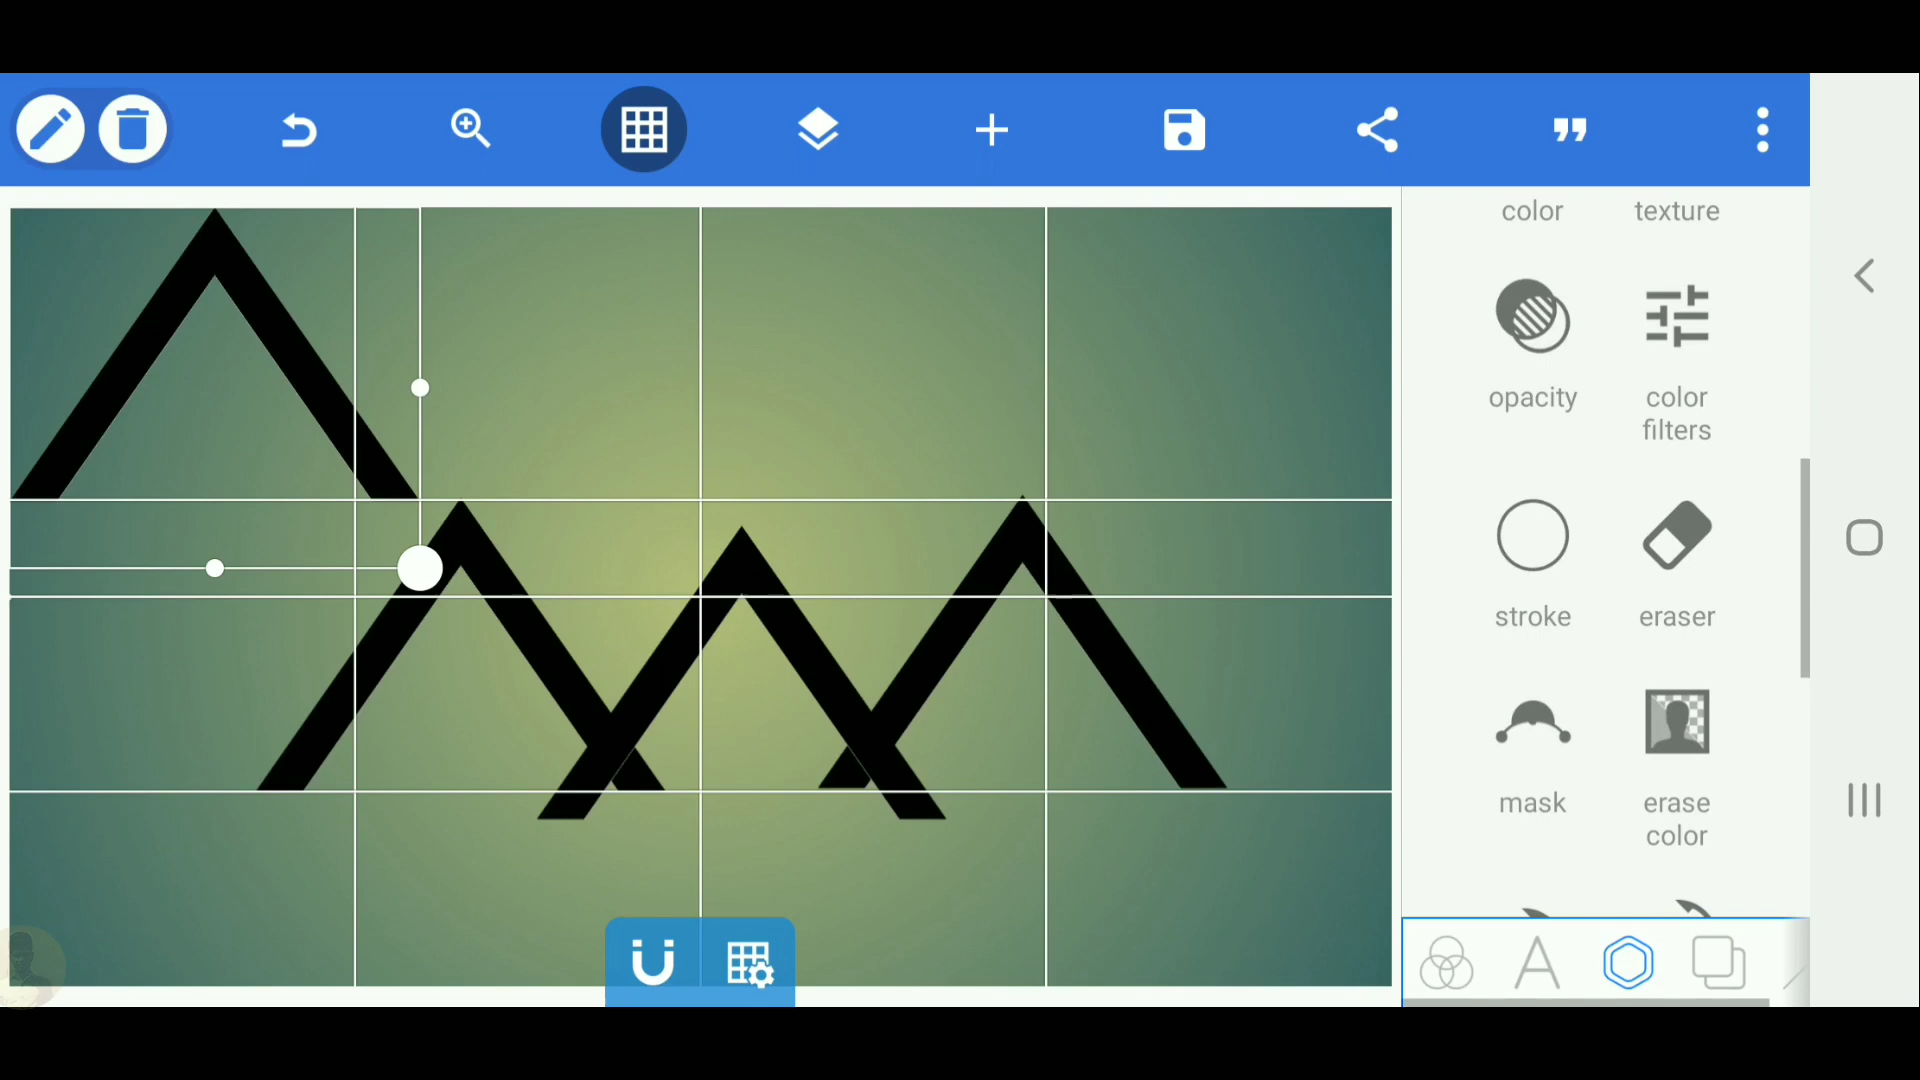 color texture
opacity color
filters
stroke eraser
mask erase
color